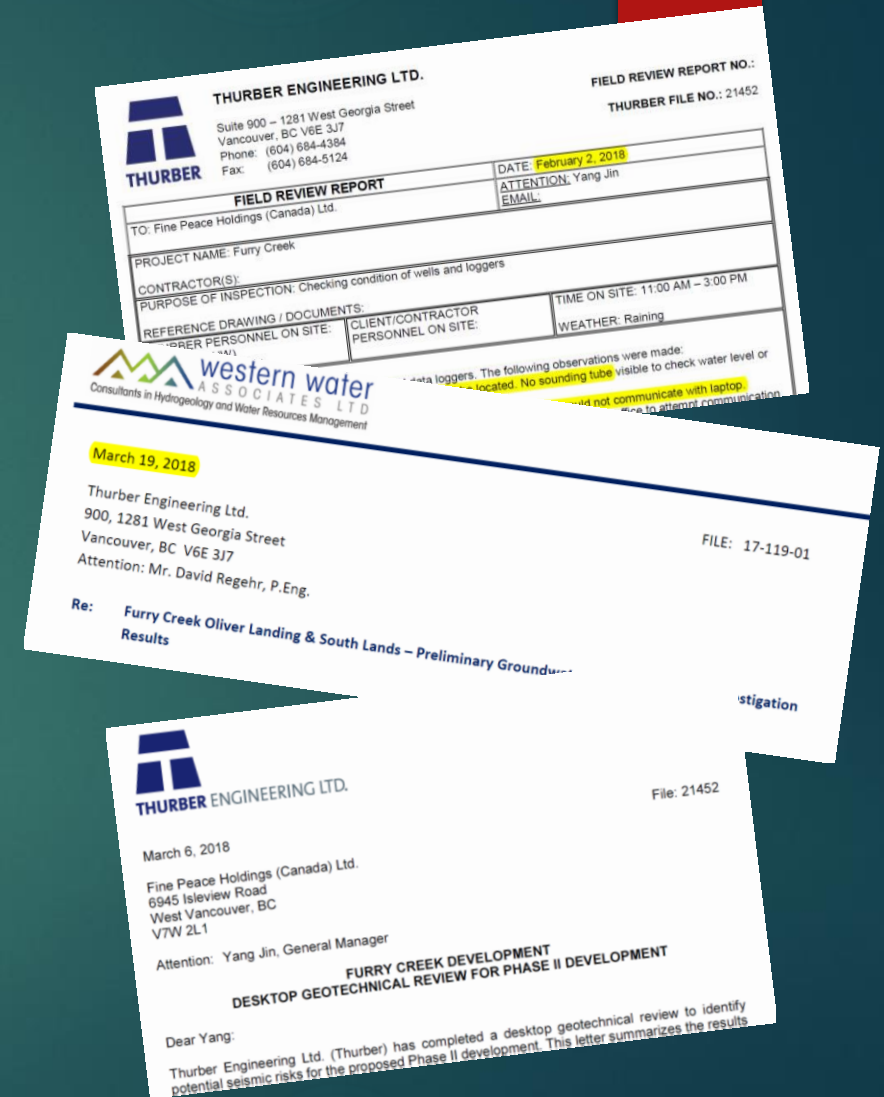 THURBER
THURBER ENGINEERING LTD.
Suite 900 – 1281 West Georgia Street
Vancouver, BC V6E 3J7
Phone: (604) 684-4384
Fax: (604) 684-5124
FIELD REVIEW REPORT NO.:
THURBER FILE NO.: 21452
FIELD REVIEW REPORT
DATE: February 2, 2018
TO: Fine Peace Holdings (Canada) Ltd.
ATTENTION: Yang Jin
EMAIL:
PROJECT NAME: Furry Creek
CONTRACTOR(S):
PURPOSE OF INSPECTION: Checking condition of wells and loggers
REFERENCE DRAWING / DOCUMENTS:
PERSONNEL ON SITE:
CLIENT/CONTRACTOR
PERSONNEL ON SITE:
TIME ON SITE: 11:00 AM – 3:00 PM
WEATHER: Raining
data loggers. The following observations were made:
located. No sounding tube visible to check water level or
not communicate with laptop.
to attempt communication
western water
ASSOCIATES LTD
Consultants in Hydrogeology and Water Resources Management
March 19, 2018
Thurber Engineering Ltd.
900, 1281 West Georgia Street
Vancouver, BC V6E 3J7
Attention: Mr. David Regehr, P.Eng.
FILE: 17-119-01
Re: Furry Creek Oliver Landing & South Lands – Preliminary
stigation
Results
THURBER ENGINEERING LTD.
File: 21452
March 6, 2018
Fine Peace Holdings (Canada) Ltd.
6945 Isleview Road
West Vancouver, BC
V7W 2L1
Attention: Yang Jin, General Manager
FURRY CREEK DEVELOPMENT
DESKTOP GEOTECHNICAL REVIEW FOR PHASE II DEVELOPMENT
Dear Yang:
Thurber Engineering Ltd. (Thurber) has completed a desktop geotechnical review to identify
potential seismic risks for the proposed Phase II development. This letter summarizes the results